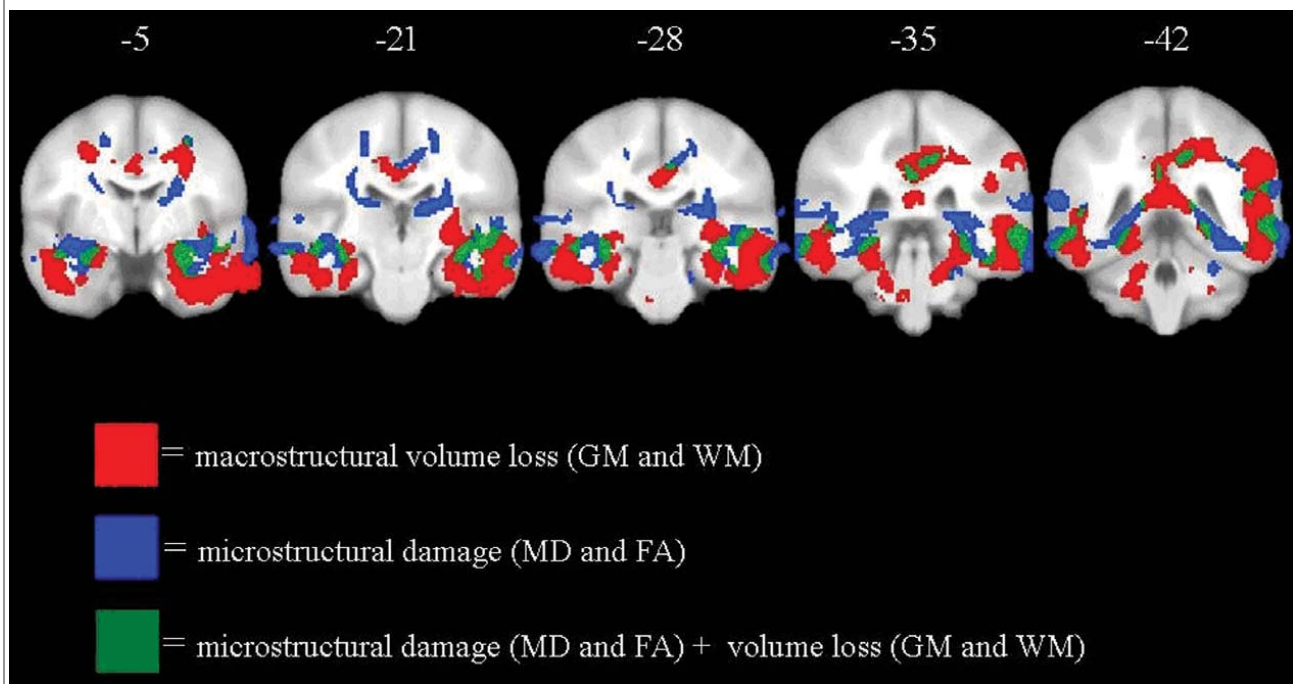 -5 -21 -28 -35 -42
= macrostructural volume loss (GM and WM)
= microstructural damage (MD and FA)
= microstructural damage (MD and FA) + volume loss (GM and WM)